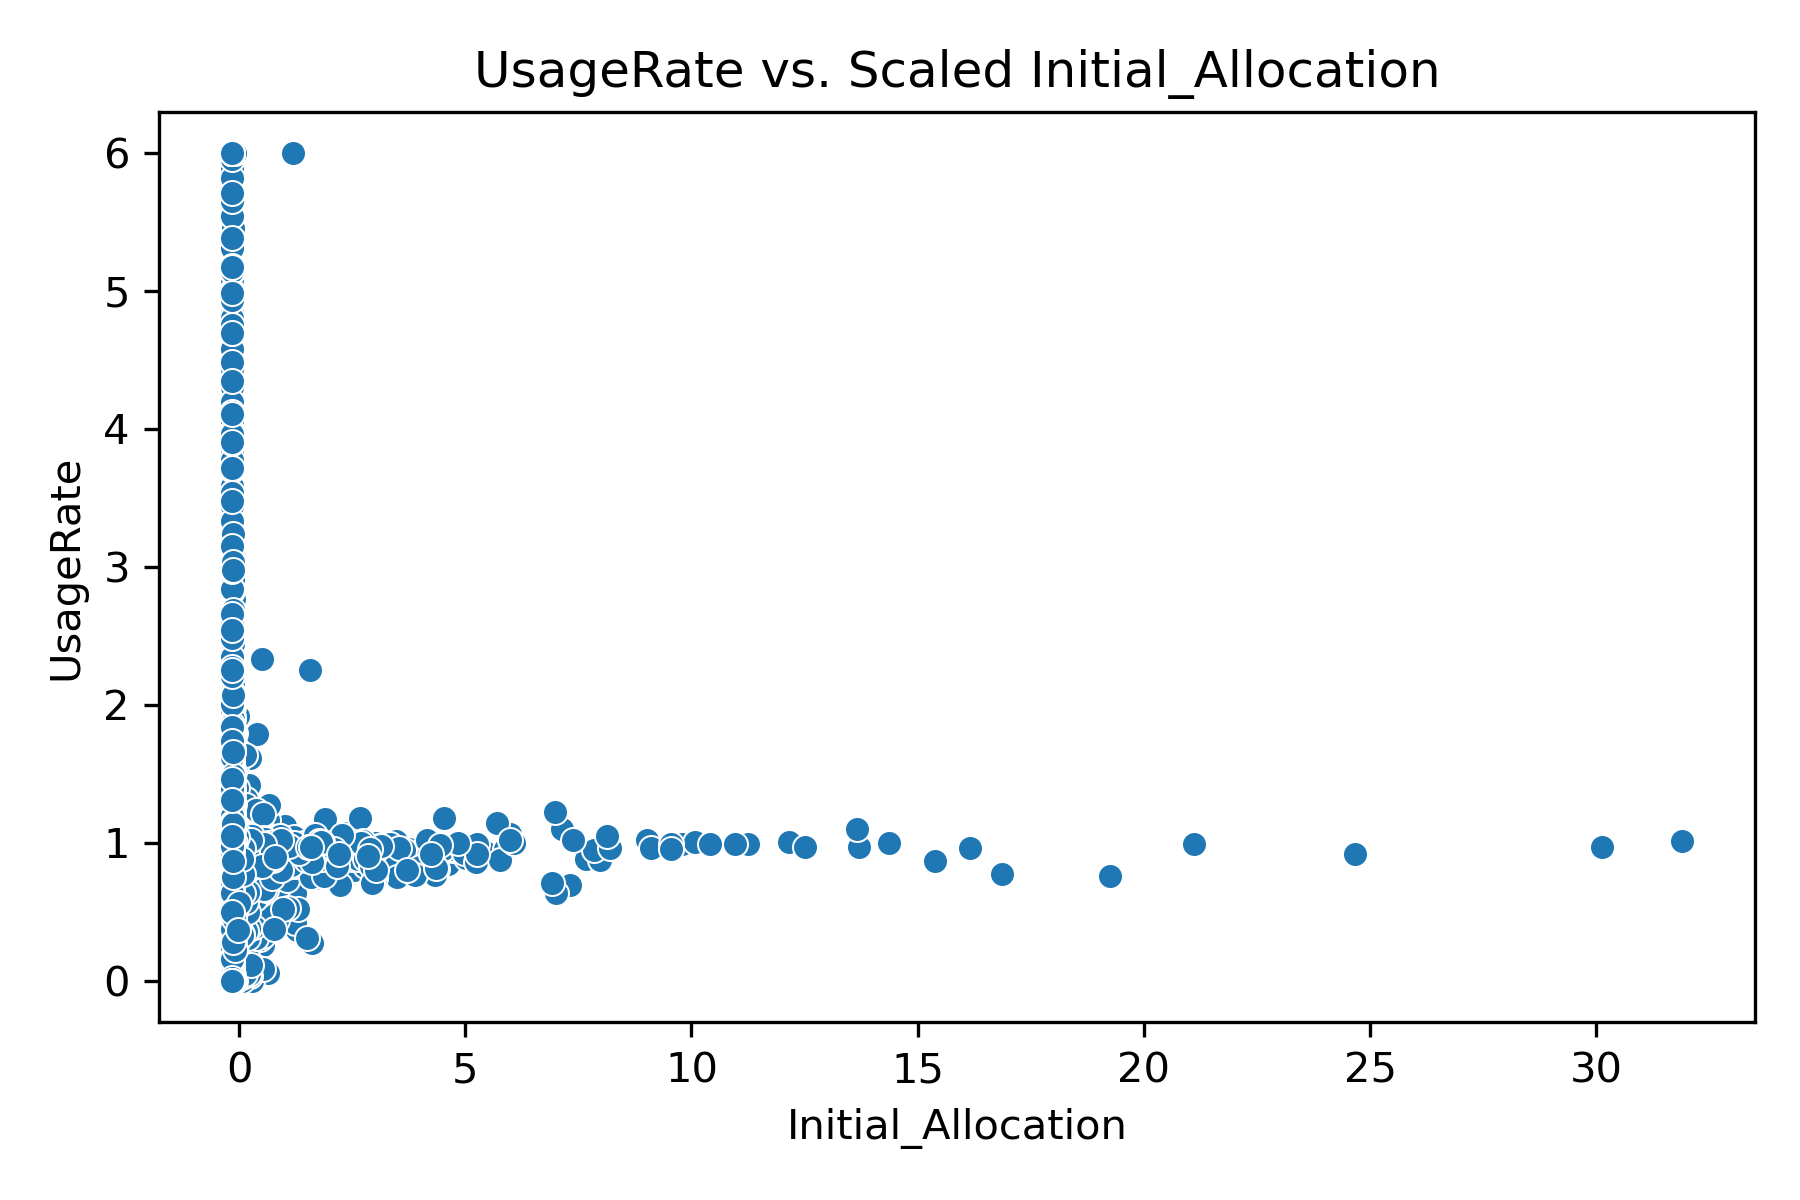 UsageRate vs. Scaled Initial_Allocation
6
5
4
3
2
1
0
UsageRate
0 5 10 15 20 25 30
Initial_Allocation